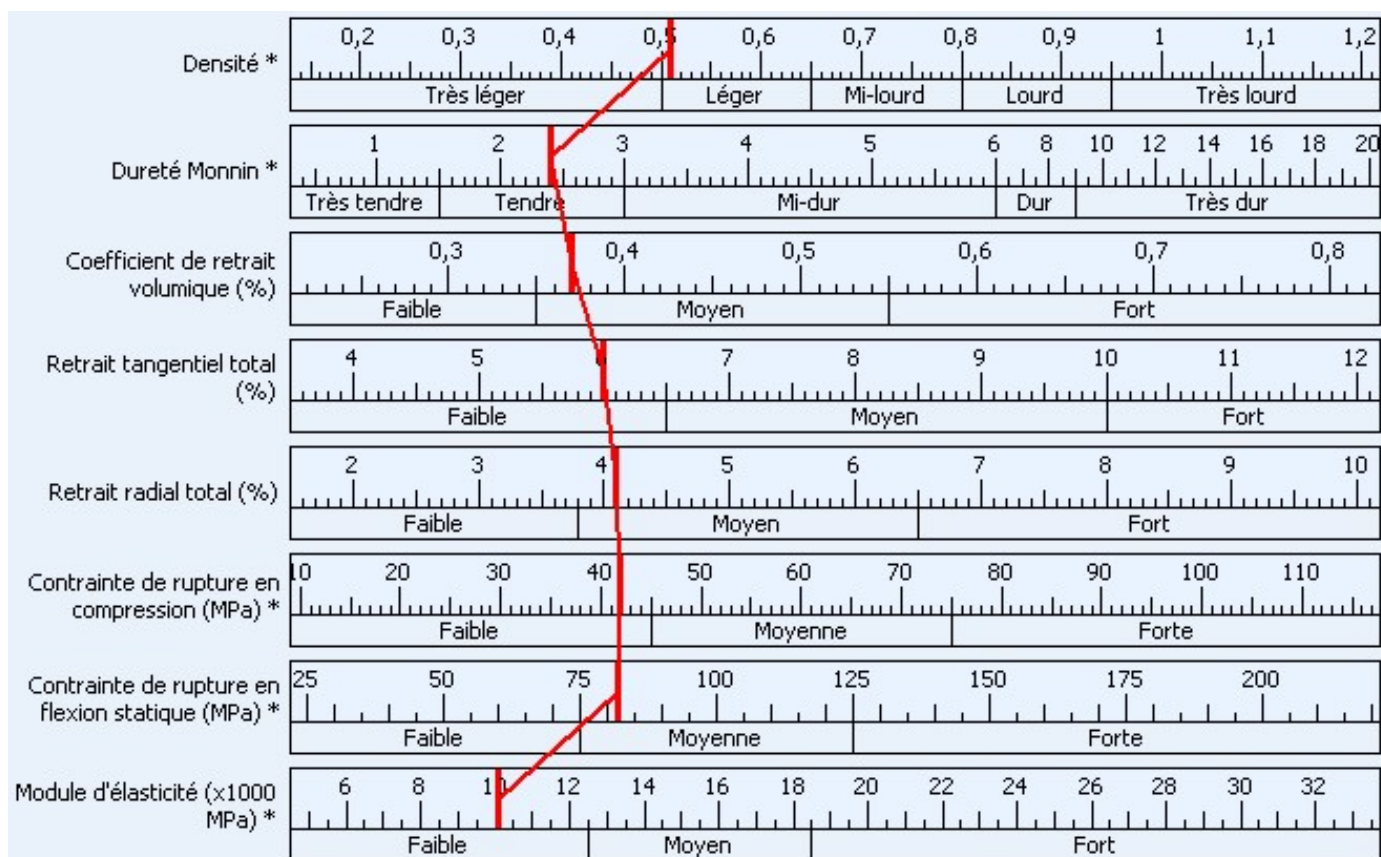 0,2 0,3 0,4 0,5 0,6 0,7 0,8 0,9 1 1,1 1,2
Densité *
Très léger Léger Mi-lourd Lourd Très lourd
1 2 3 4 5 6 8 10 12 14 16 18 20
Dureté Monnin *
Très tendre Tendre Mi-dur Dur Très dur
0,3 0,4 0,5 0,6 0,7 0,8
Coefficient de retrait
volumique (%)
Faible Moyen Fort
4 5 6 7 8 9 10 11 12
Retrait tangentiel total
(%)
Faible Moyen Fort
2 3 4 5 6 7 8 9 10
Retrait radial total (%)
Faible Moyen Fort
10 20 30 40 50 60 70 80 90 100 110
Contrainte de rupture en
compression (MPa) *
Faible Moyenne Forte
25 50 75 100 125 150 175 200
Contrainte de rupture en
flexion statique (MPa) *
Faible Moyenne Forte
6 8 10 12 14 16 18 20 22 24 26 28 30 32
Module d'élasticité (x1000
MPa) *
Faible Moyen Fort